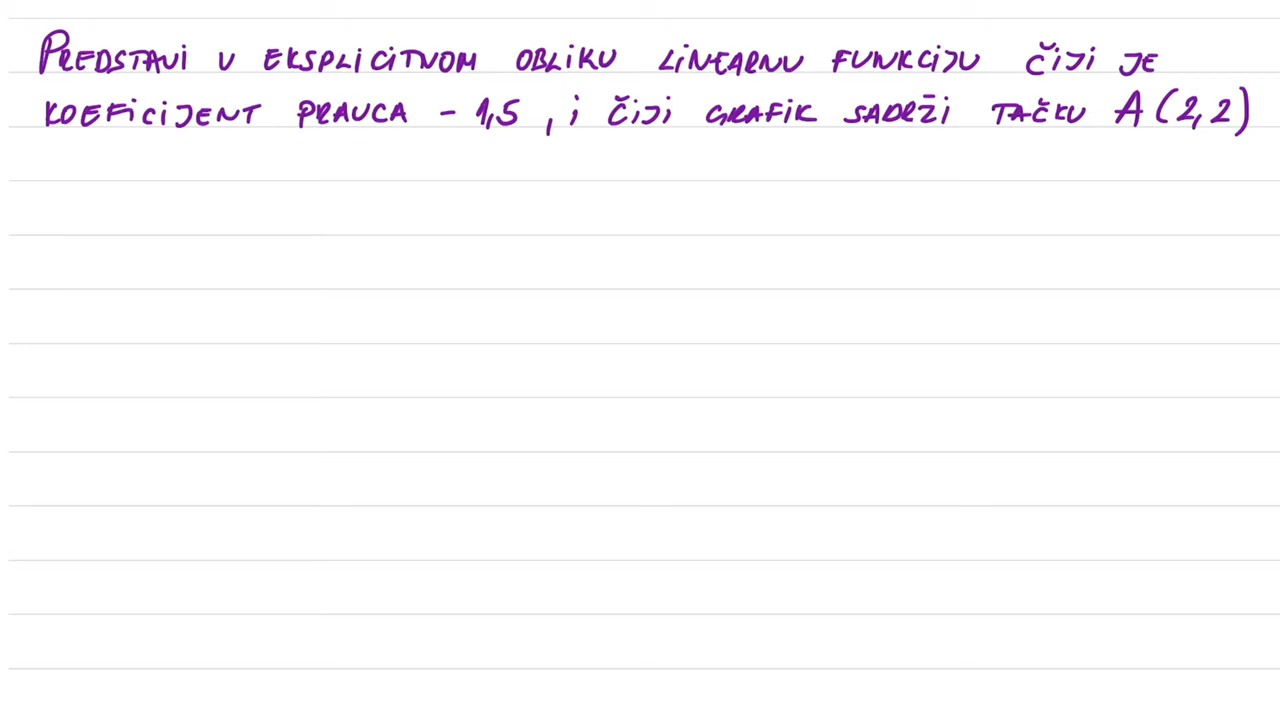 PREDSTAVI U EKSPLICITNOM OBLIKU LINEARNU FUNKCIJU ČIJI JE
KOEFICIJENT PRAVCA -1,5, i ČIJI GRAFIK SADRŽI TAČKU A(2,2)